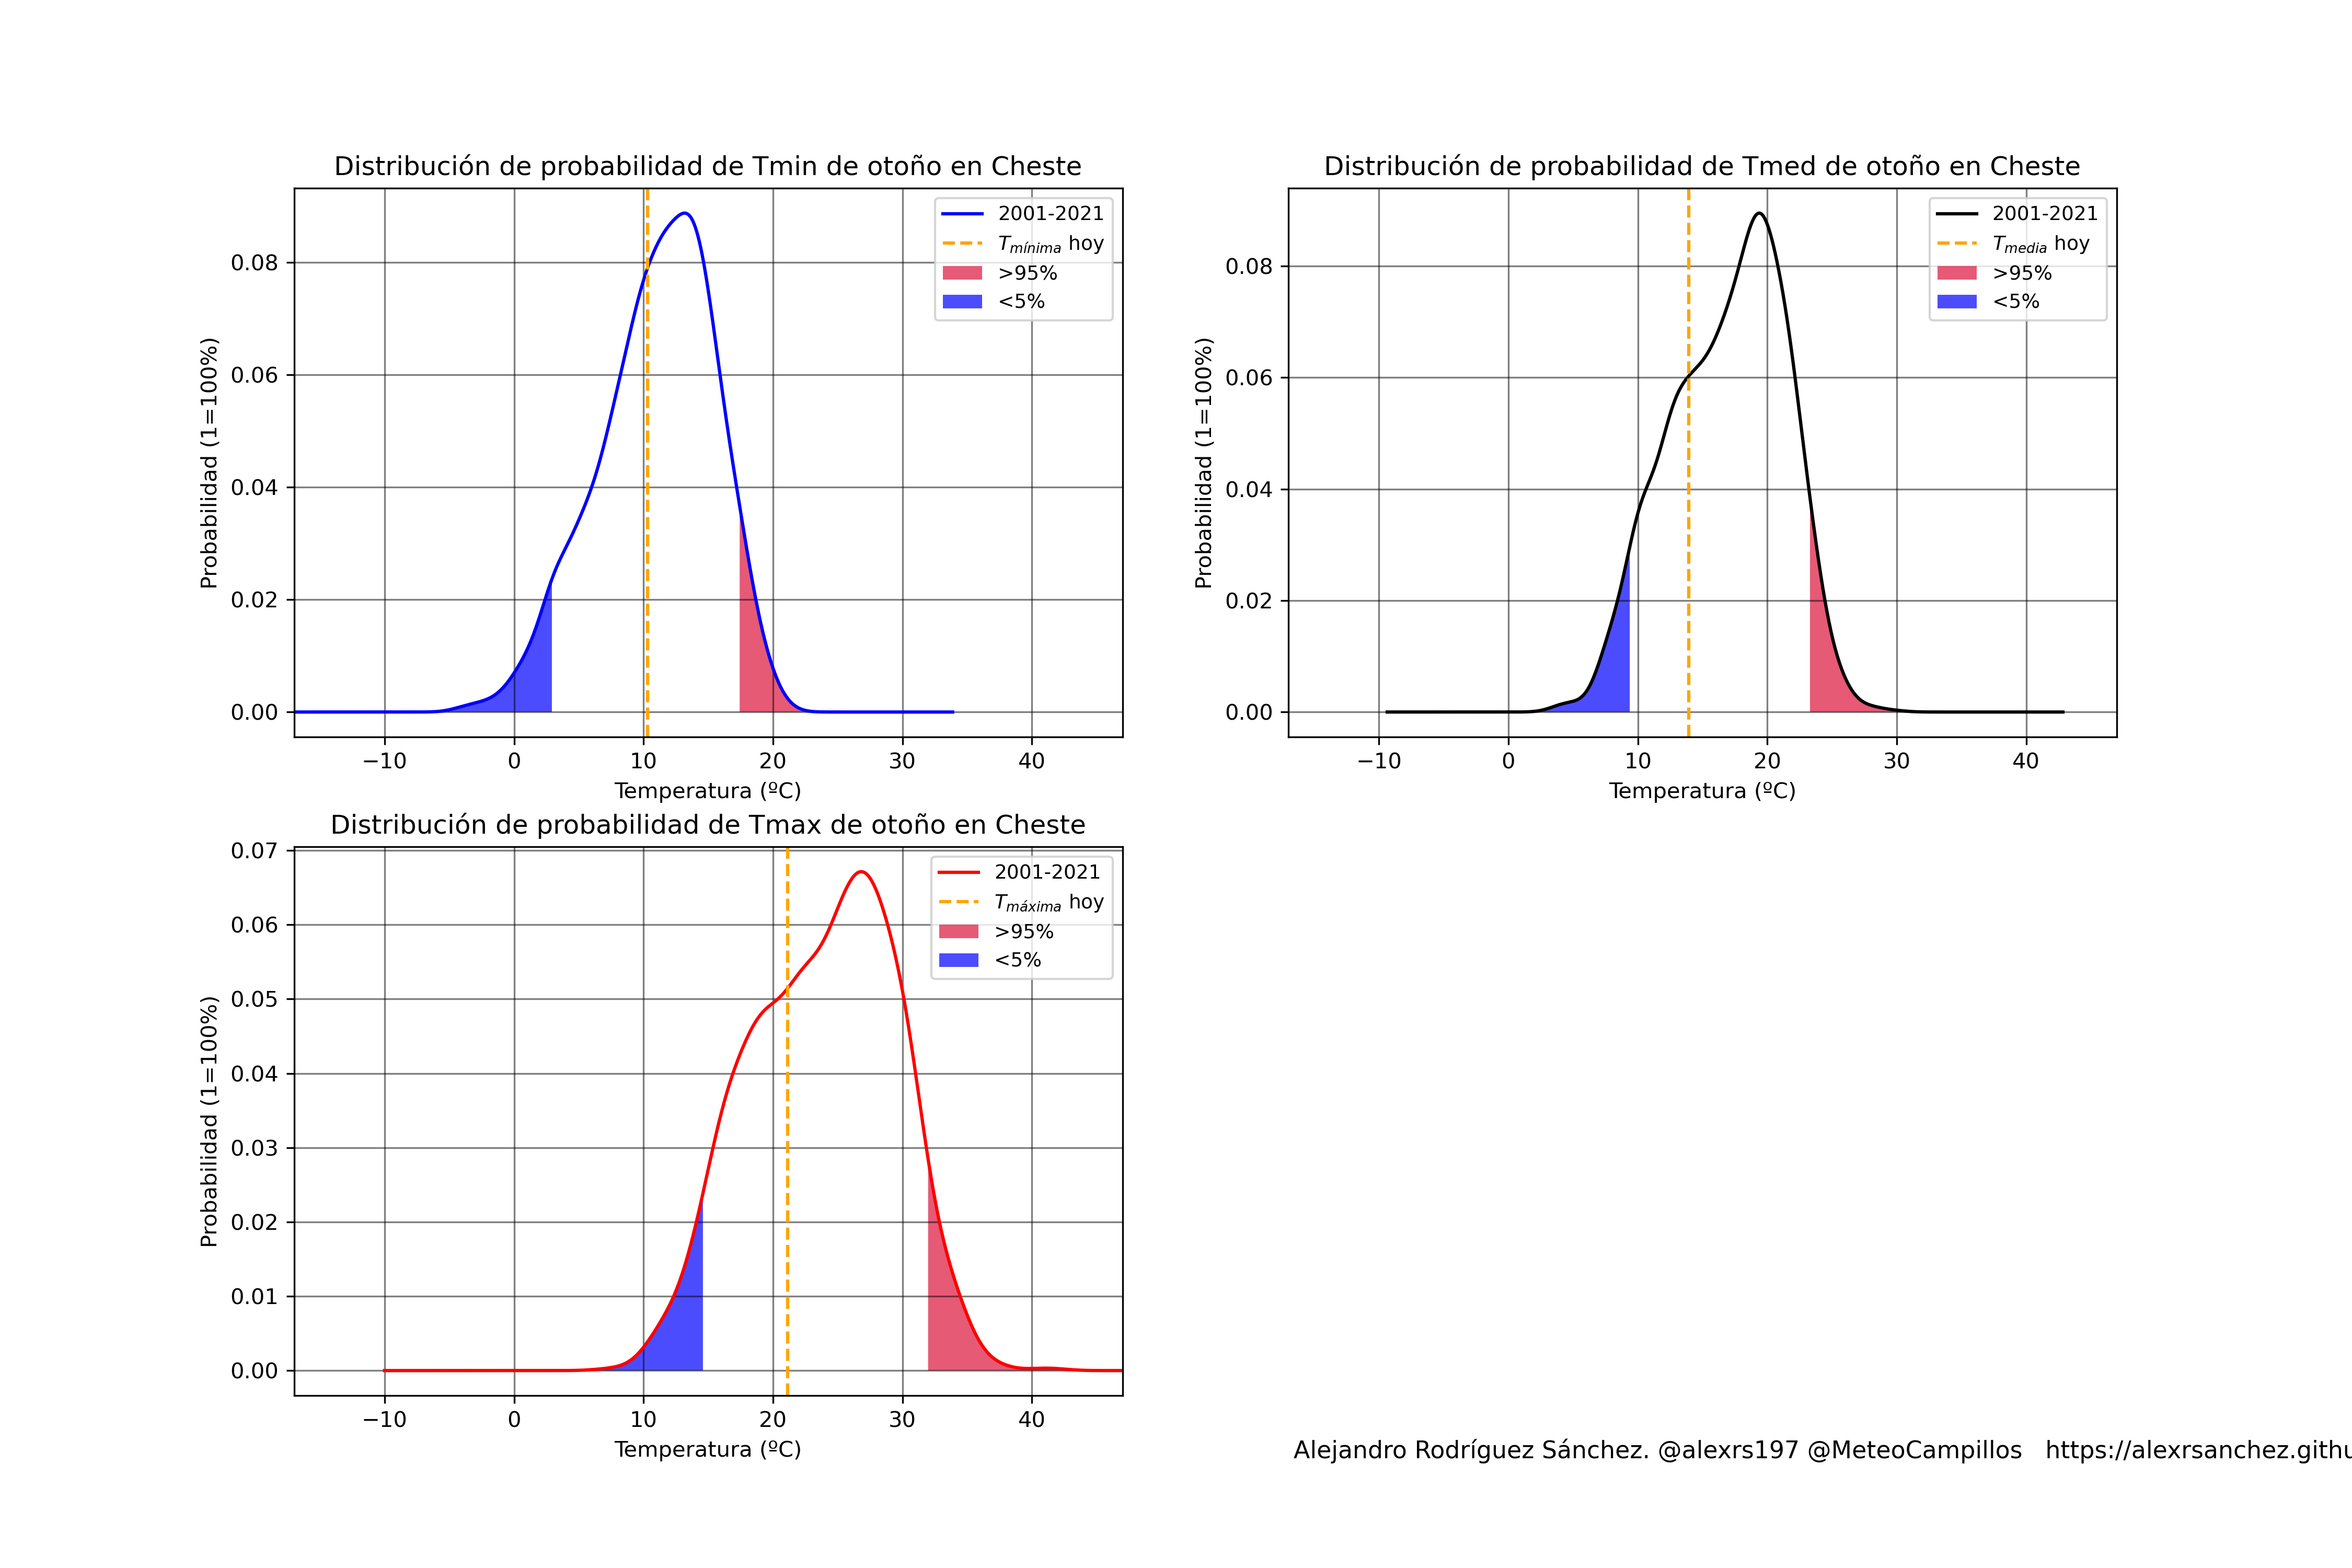 Distribución de probabilidad de Tmin de otoño en Cheste
Probabilidad (1=100%)
0.08
0.06
0.04
0.02
0.00
−10 0 10 20 30 40
Temperatura (ºC)
2001-2021
Tmínima hoy
>95%
<5%
Distribución de probabilidad de Tmed de otoño en Cheste
Probabilidad (1=100%)
0.08
0.06
0.04
0.02
0.00
−10 0 10 20 30 40
Temperatura (ºC)
2001-2021
Tmedia hoy
>95%
<5%
Distribución de probabilidad de Tmax de otoño en Cheste
Probabilidad (1=100%)
0.07
0.06
0.05
0.04
0.03
0.02
0.01
0.00
−10 0 10 20 30 40
Temperatura (ºC)
2001-2021
Tmáxima hoy
>95%
<5%
Alejandro Rodríguez Sánchez. @alexrs197 @MeteoCampillos https://alexrsanchez.githu